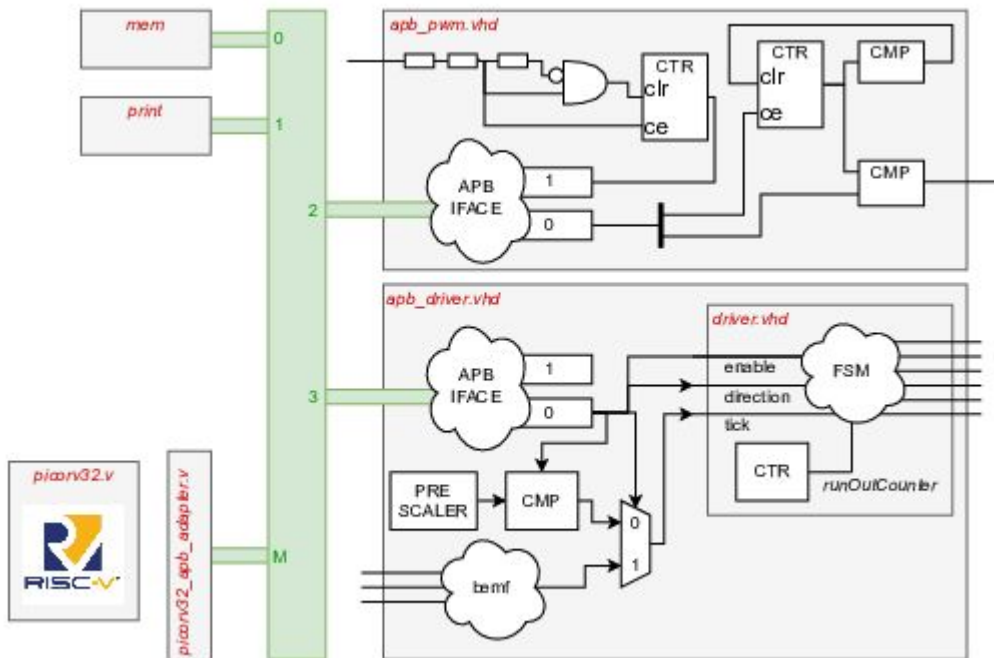 mem
0
print
1
2
3
M
picorv32.v
RISC-V
picorv32_apb_adapter.v
apb_pwm.vhd
CTR
clr
ce
CTR
clr
ce
CMP
CMP
APB
IFACE
1
0
apb_driver.vhd
APB
IFACE
1
0
driver.vhd
enable
FSM
direction
tick
CTR
runOutCounter
PRE
SCALER
CMP
0
1
bemf